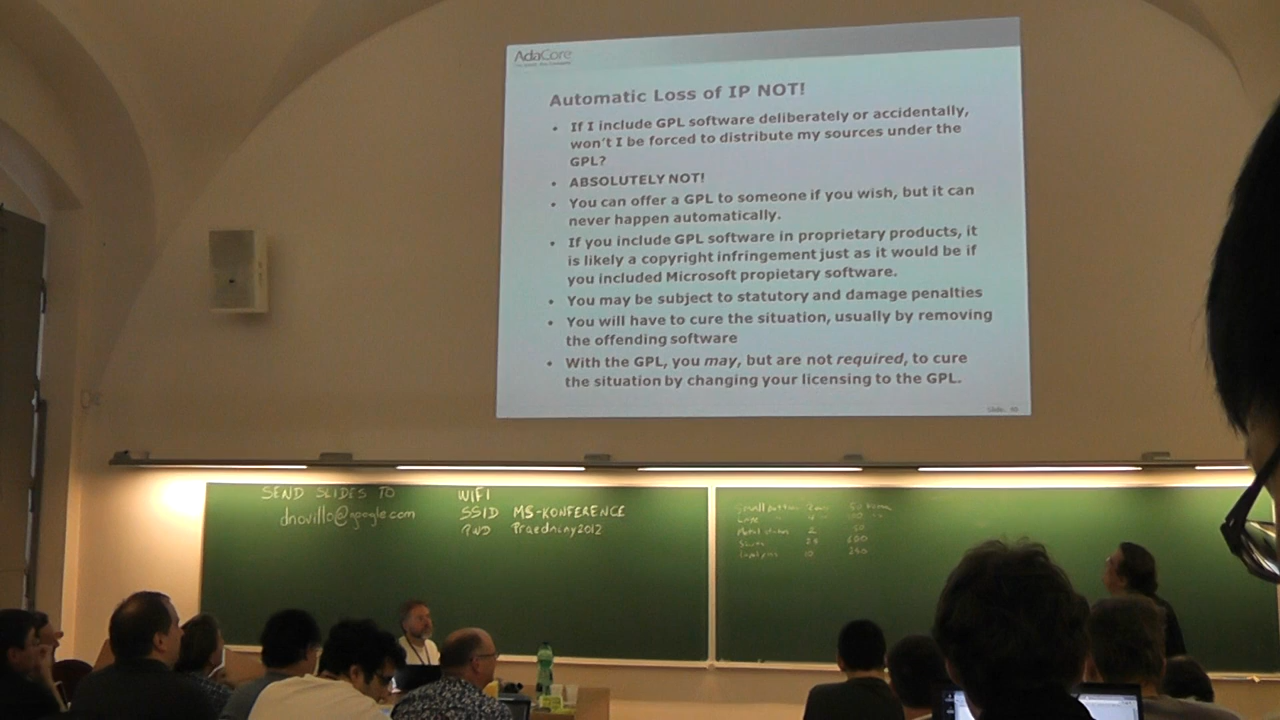 AdaCore
Automatic Loss of IP NOT!
• If I include GPL software deliberately or accidentally,
won't I be forced to distribute my sources under the
GPL?
• ABSOLUTELY NOT!
• You can offer a GPL to someone if you wish, but it can
never happen automatically.
• If you include GPL software in proprietary products, it
is likely a copyright infringement just as it would be if
you included Microsoft propietary software.
• You may be subject to statutory and damage penalties
• You will have to cure the situation, usually by removing
the offending software
• With the GPL, you may, but are not required, to cure
the situation by changing your licensing to the GPL.
SEND SLIDES TO
dnovillo@google.com
WIFI
SSID MS-KONFERENCE
PWD Praedniny2012
Small
Large